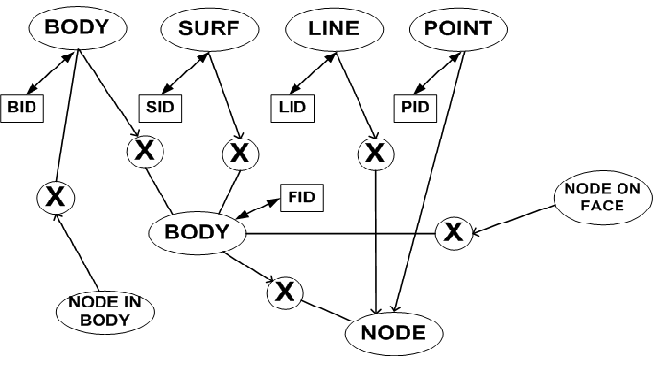 BODY
SURF
LINE
POINT
BID
SID
LID
PID
X
X
X
X
FID
NODE ON
FACE
BODY
X
X
NODE IN
BODY
NODE